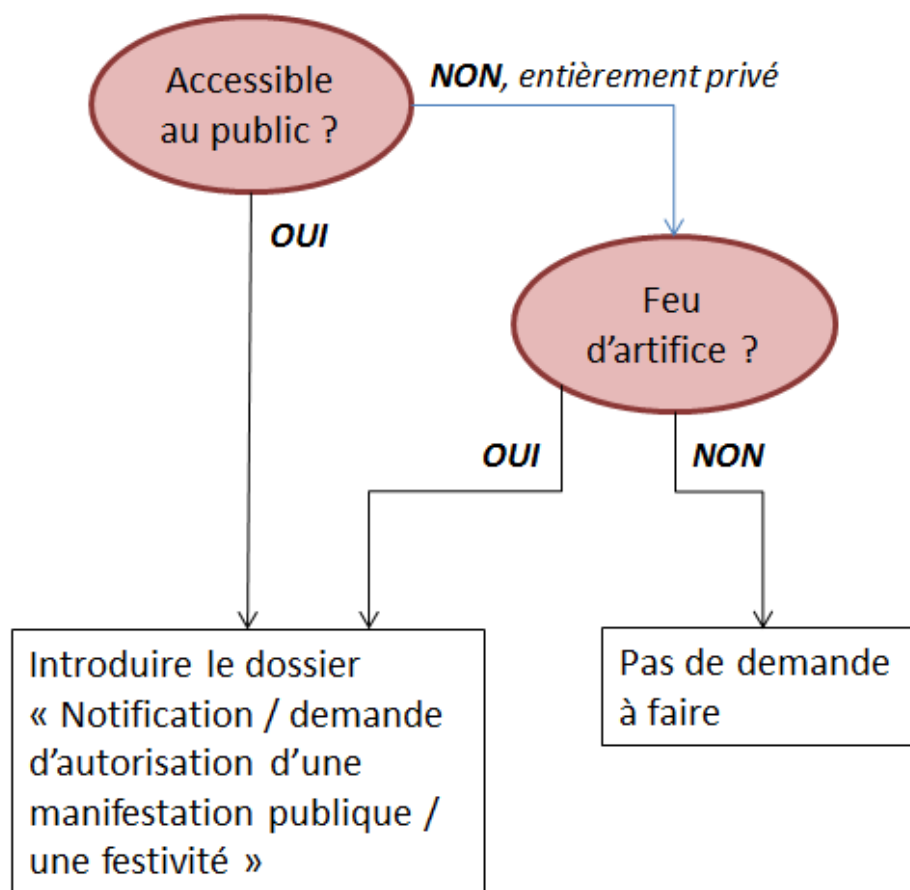 Accessible
au public ?
NON, entièrement privé
OUI
Feu
d’artifice ?
OUI
NON
Introduire le dossier
« Notification / demande
d’autorisation d’une
manifestation publique /
une festivité »
Pas de demande
à faire